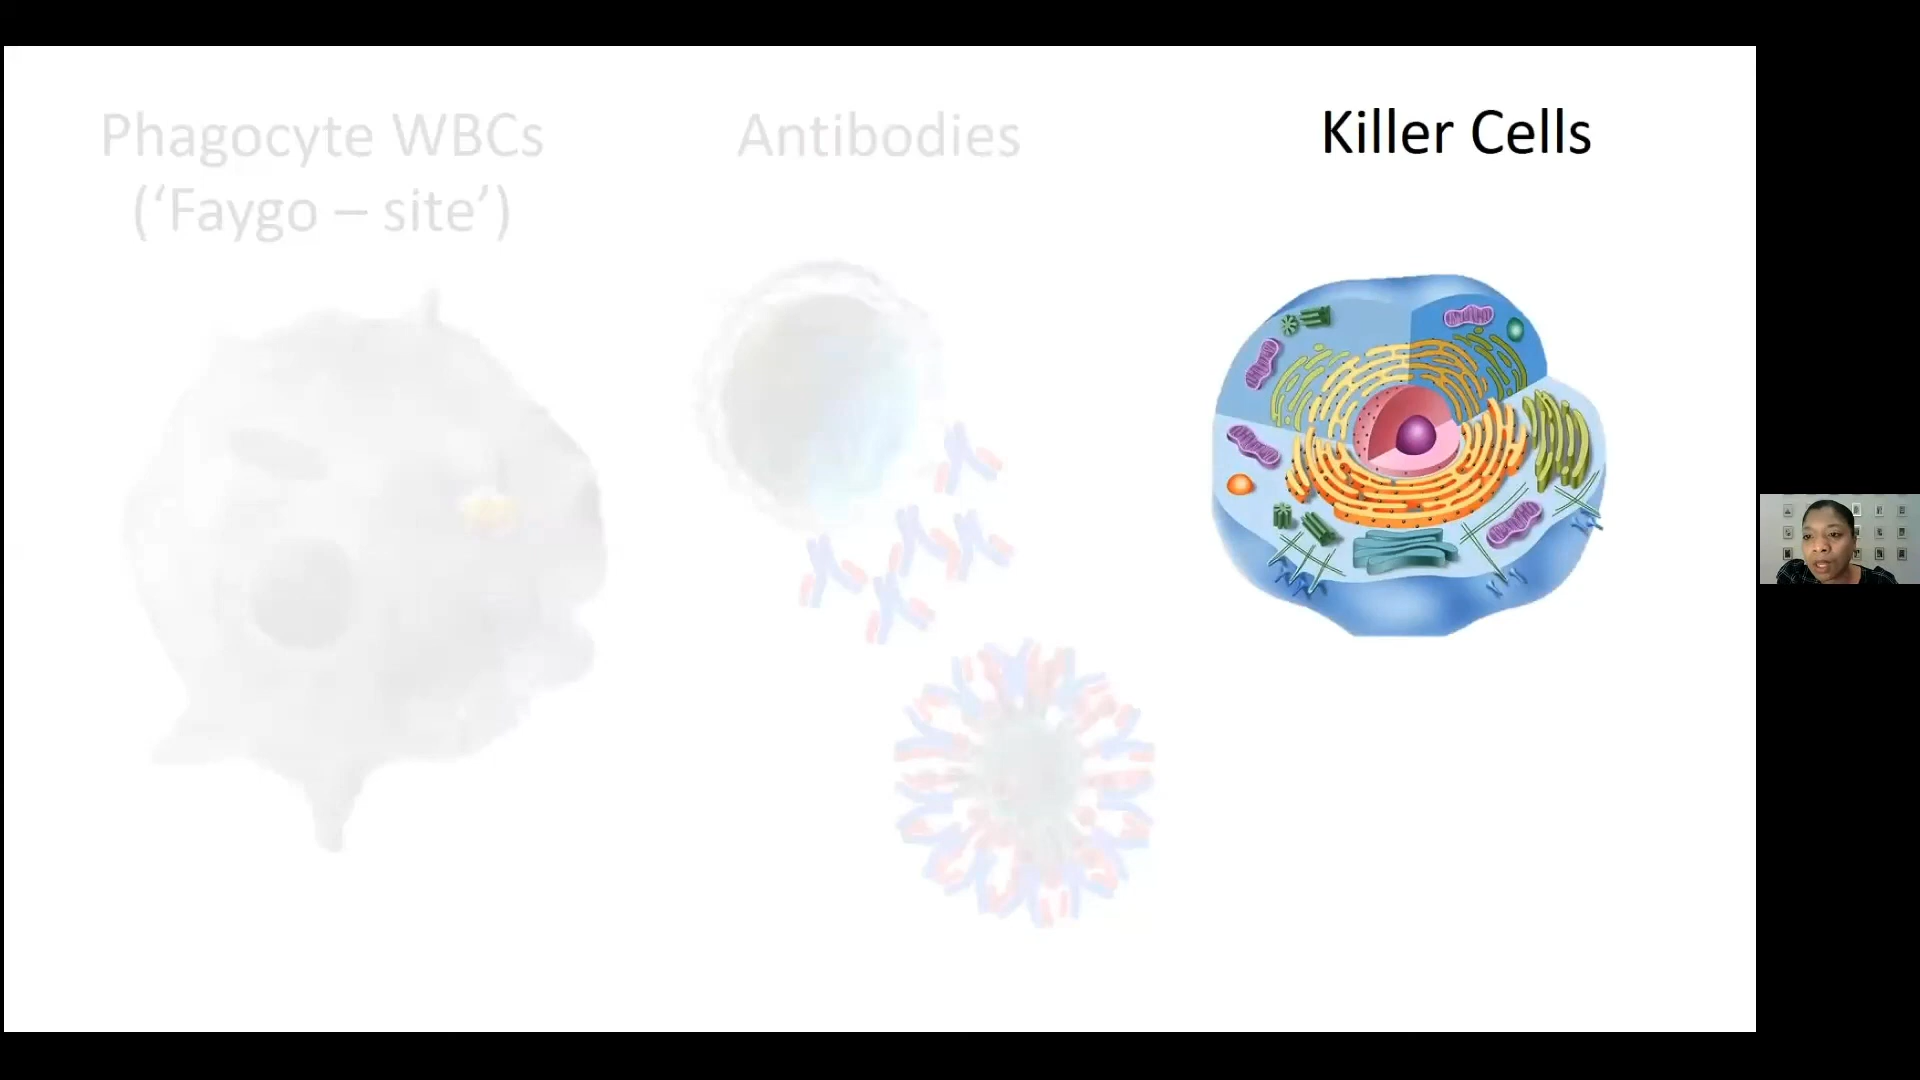 Phagocyte WBCs
(‘Faygo – site’)
Antibodies
Killer Cells